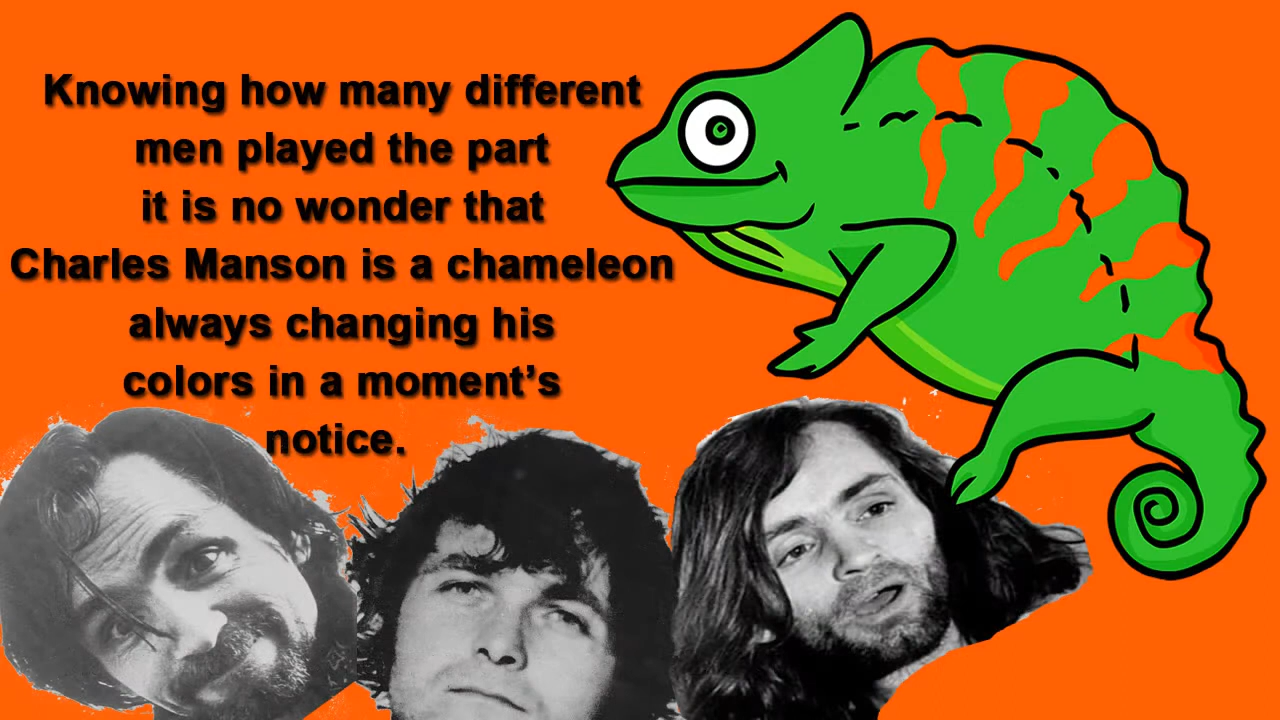 Knowing how many different
men played the part
it is no wonder that
Charles Manson is a chameleon
always changing his
colors in a moment’s
notice.